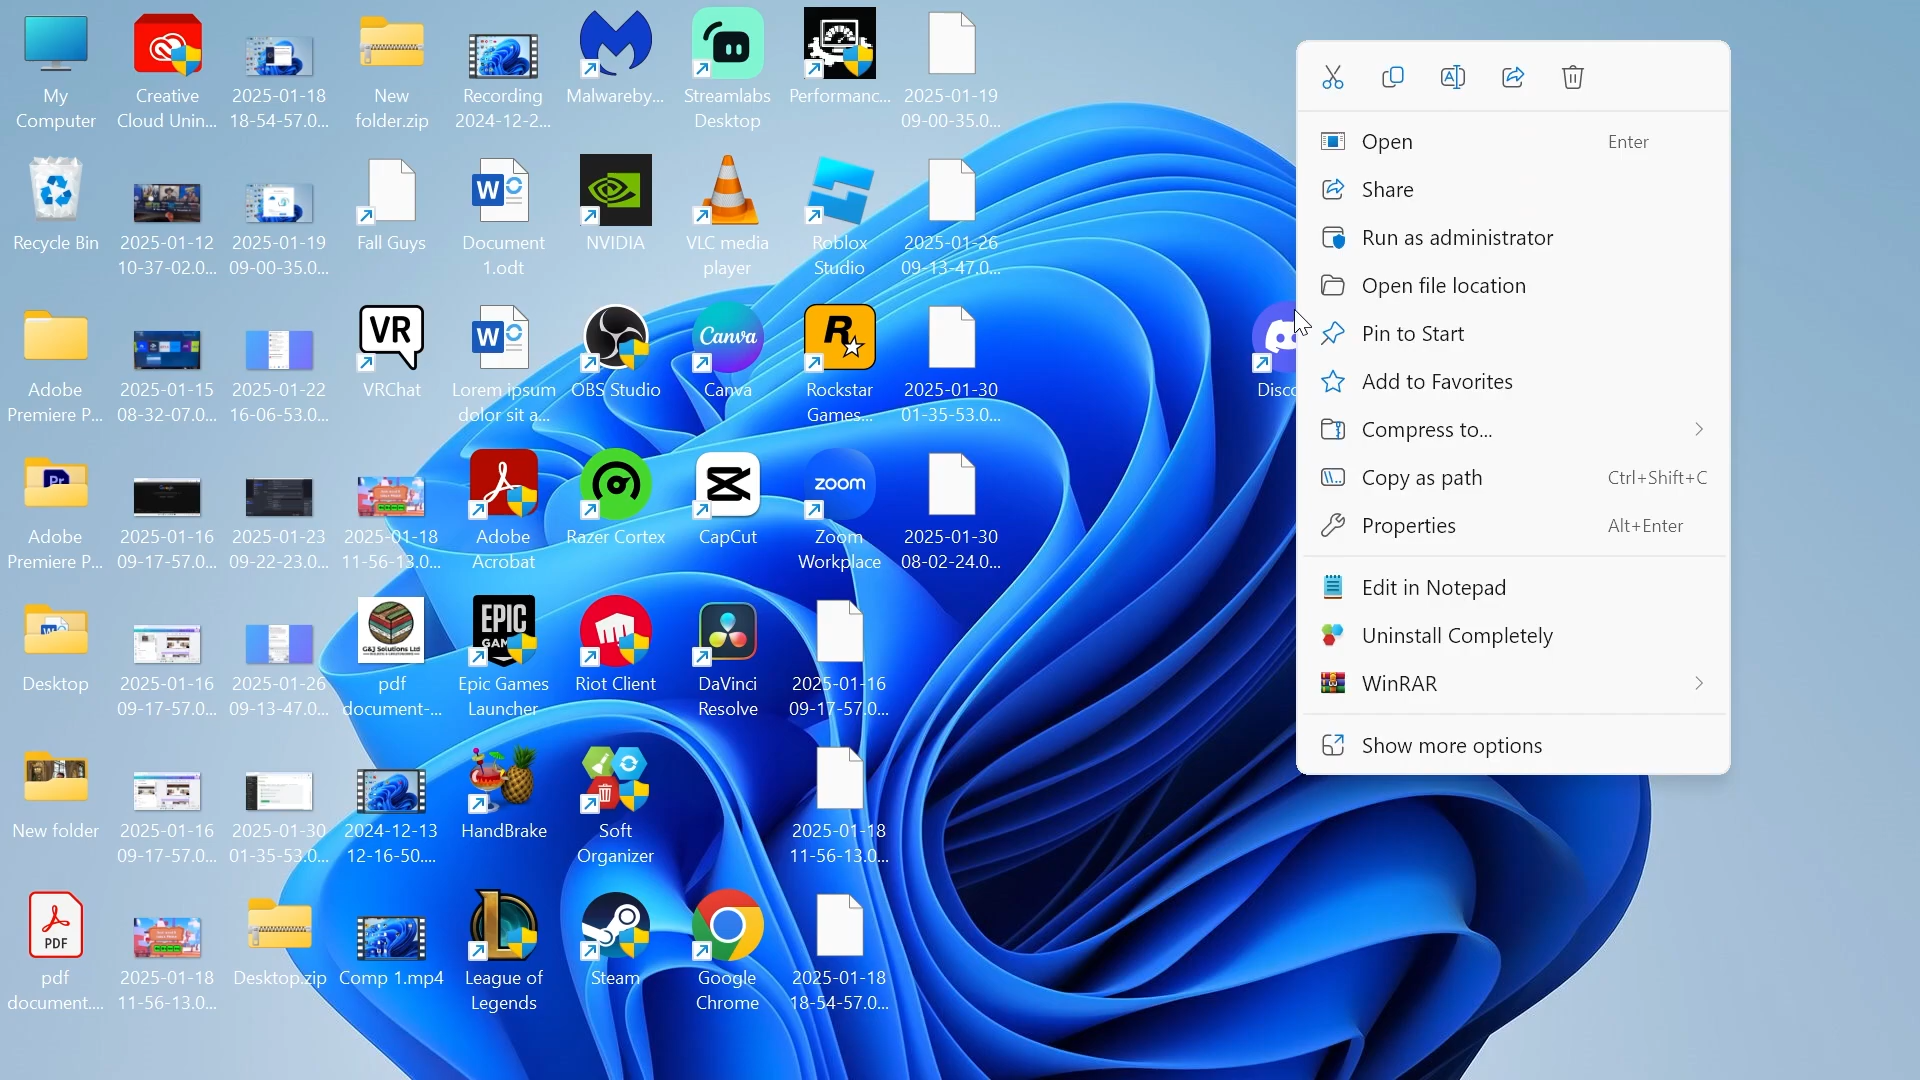 My
Computer
Creative
Cloud Unin...
2025-01-18
18-54-57.0...
New
folder.zip
Recording
2024-12-2...
Malwareby...
Streamlabs
Desktop
Performanc...
2025-01-19
09-00-35.0...
Recycle Bin
2025-01-12
10-37-02.0...
2025-01-19
09-00-35.0...
Fall Guys
W
Document
1.odt
NVIDIA
VLC media
player
Roblox
Studio
2025-01-26
09-13-47.0...
Adobe
Premiere P...
2025-01-15
08-32-07.0...
2025-01-22
16-06-53.0...
VR
VRChat
W
Lorem ipsum
dolor sit a...
OBS Studio
Canva
Canva
R
Rockstar
Games...
2025-01-30
01-35-53.0...
Disco
Pr
Adobe
Premiere P...
2025-01-16
09-17-57.0...
2025-01-23
09-22-23.0...
2025-01-18
11-56-13.0...
Adobe
Acrobat
Razer Cortex
CapCut
zoom
Zoom
Workplace
2025-01-30
08-02-24.0...
W
Desktop
2025-01-16
09-17-57.0...
2025-01-26
09-13-47.0...
G&J Solutions Ltd
pdf
document-...
EPIC
GAM
Epic Games
Launcher
Riot Client
DaVinci
Resolve
2025-01-16
09-17-57.0...
New folder
2025-01-16
09-17-57.0...
2025-01-30
01-35-53.0...
2024-12-13
12-16-50....
HandBrake
Soft
Organizer
2025-01-18
11-56-13.0...
PDF
pdf
document....
2025-01-18
11-56-13.0...
Desktop.zip
Comp 1.mp4
League of
Legends
Steam
Google
Chrome
2025-01-18
18-54-57.0...
A
Open Enter
Share
Run as administrator
Open file location
Pin to Start
Add to Favorites
Compress to...
Copy as path Ctrl+Shift+C
Properties Alt+Enter
Edit in Notepad
Uninstall Completely
WinRAR
Show more options